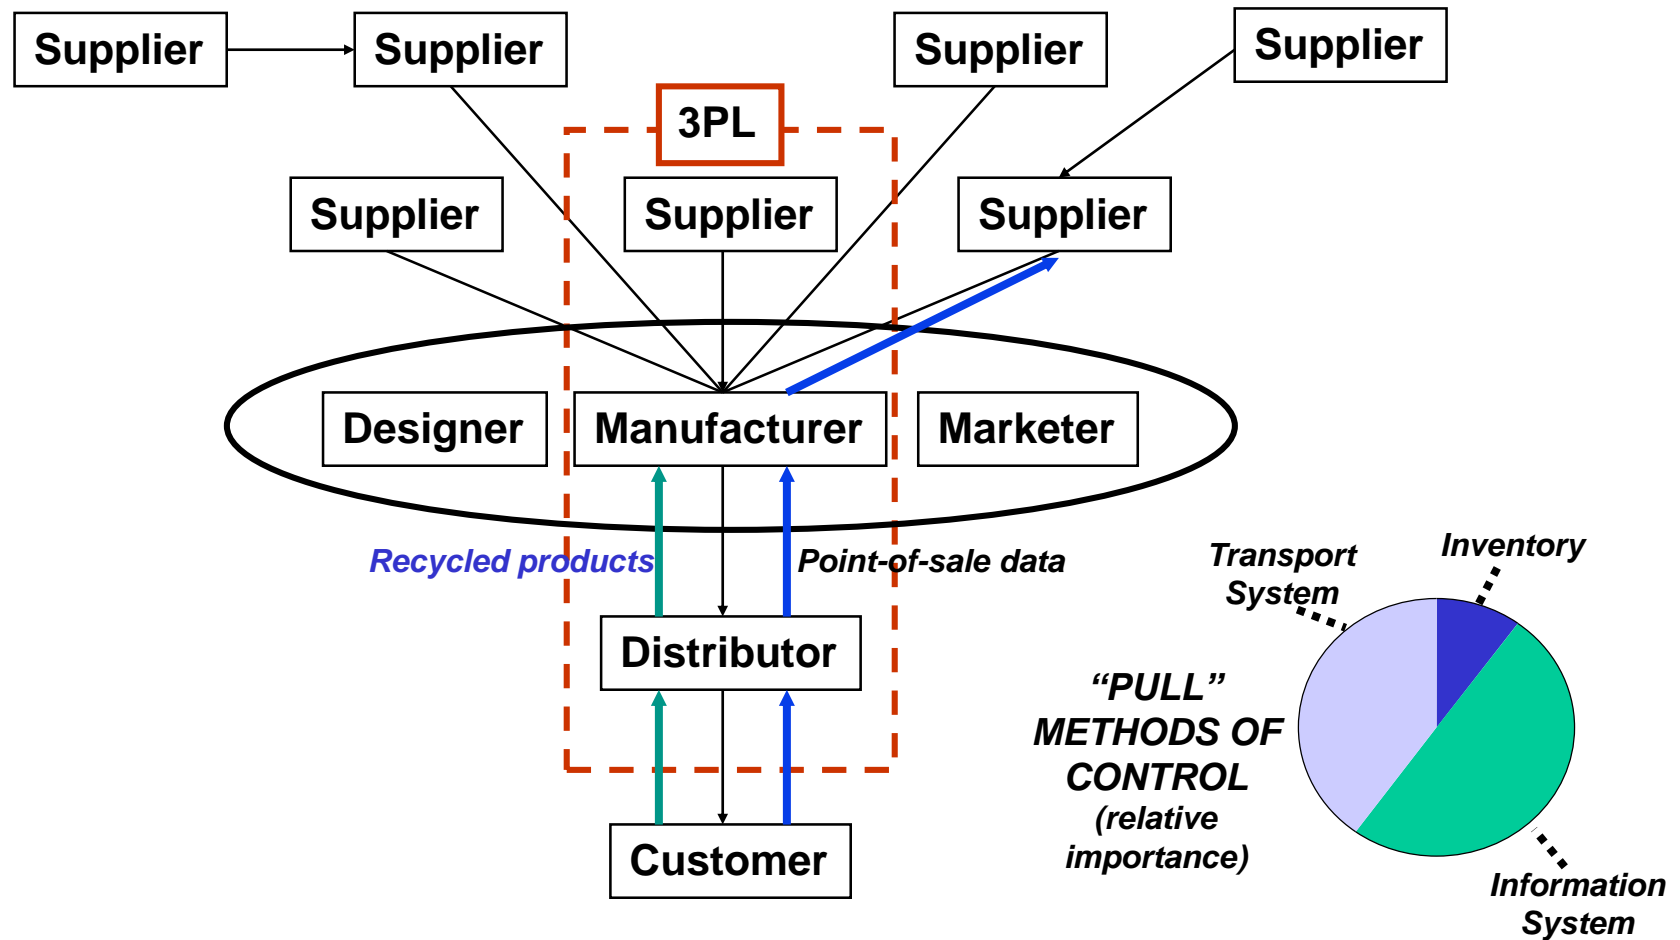 Supplier
Supplier
Supplier
Supplier
3PL
Supplier
Supplier
Supplier
Designer
Manufacturer
Marketer
Recycled products
Point-of-sale data
Distributor
Customer
Transport
System
Inventory
“PULL”
METHODS OF
CONTROL
(relative
importance)
Information
System